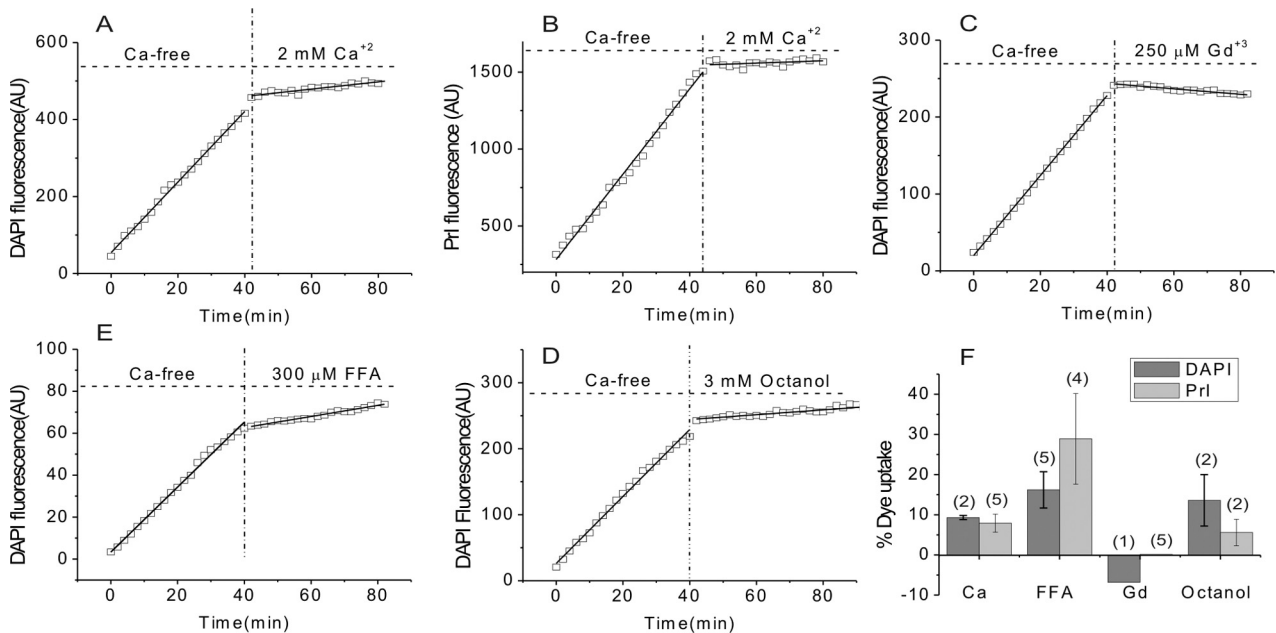 A
Ca-free
2 mM Ca+2
DAPI fluorescence(AU)
600
400
200
0
0 20 40 60 80
Time(min)
B
Ca-free
2 mM Ca+2
PrI fluorescence (AU)
1500
1000
500
0 20 40 60 80
Time(min)
C
Ca-free
250 μM Gd+3
DAPI fluorescence(AU)
300
200
100
0
0 20 40 60 80
Time(min)
E
Ca-free
300 μM FFA
DAPI fluorescence(AU)
100
80
60
40
20
0
0 20 40 60 80
Time(min)
D
Ca-free
3 mM Octanol
DAPI Fluorescence(AU)
300
200
100
0
0 20 40 60 80
Time(min)
F
DAPI
PrI
% Dye uptake
50
40
30
20
10
0
-10
(2) (5)
(5) (4)
(1) (5)
(2) (2)
Ca FFA Gd Octanol